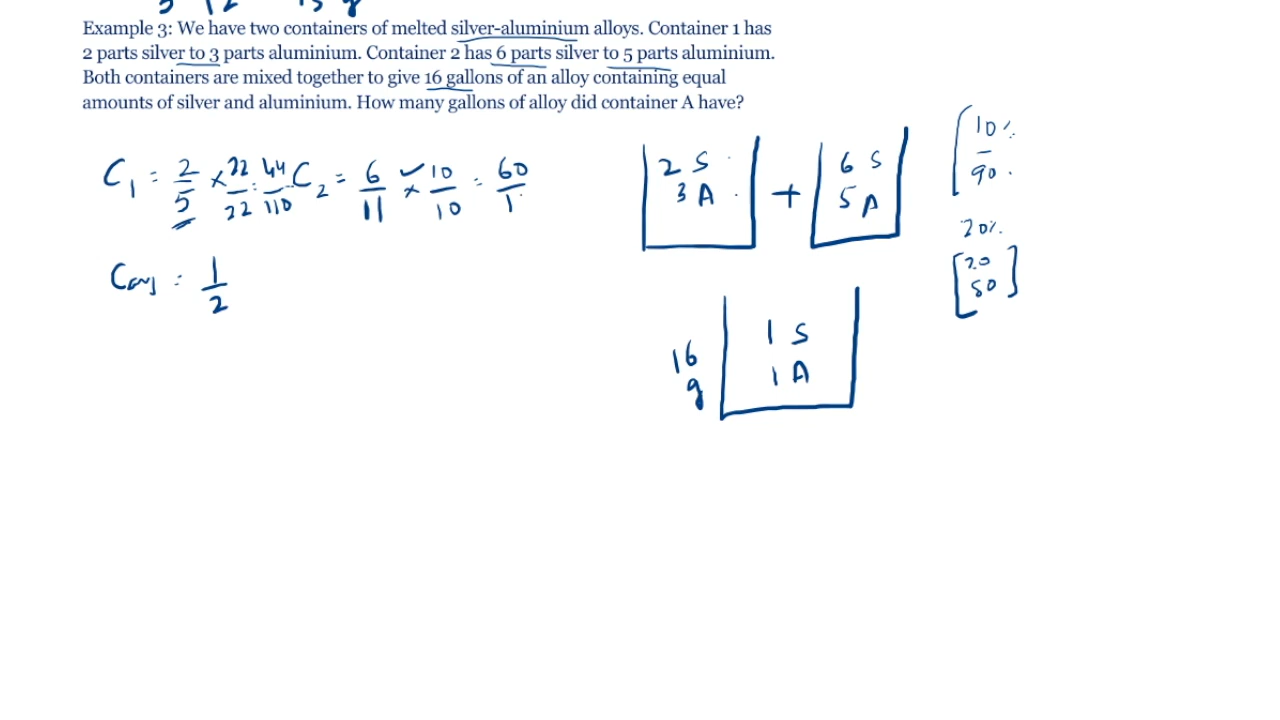 Example 3: We have two containers of melted silver-aluminium alloys. Container 1 has
2 parts silver to 3 parts aluminium. Container 2 has 6 parts silver to 5 parts aluminium.
Both containers are mixed together to give 16 gallons of an alloy containing equal
amounts of silver and aluminium. How many gallons of alloy did container A have?
C1 = 2/5 × 22/22 = 44/110
C2 = 6/11 × 10/10 = 60/1
Cavg = 1/2
2 S
3 A
+
6 S
5 A
16
g
1 S
1 A
10%
90
20%
20